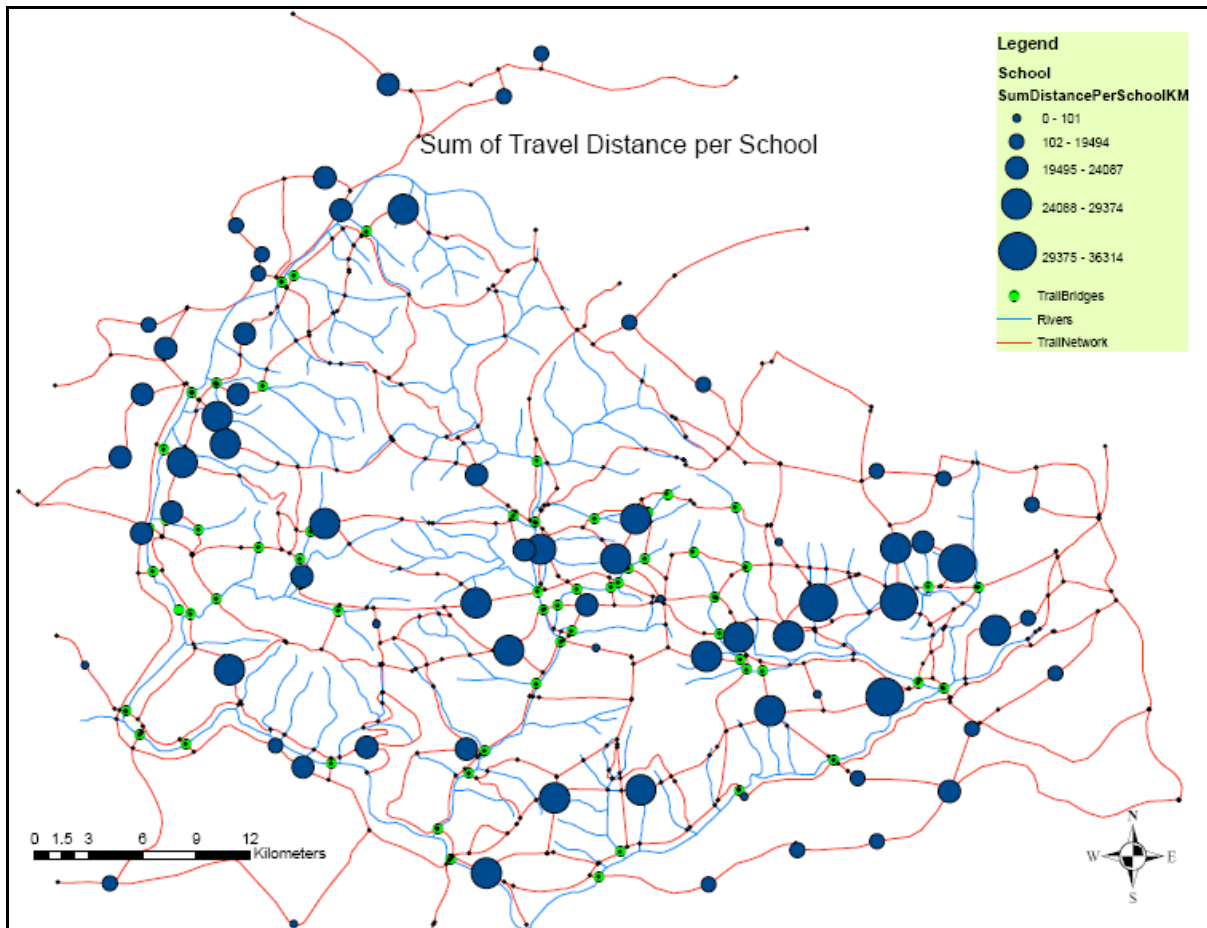 Legend
School
SumDistancePerSchoolKM
0 - 101
102 - 19494
19495 - 24087
24088 - 29374
29375 - 36314
TrailBridges
Rivers
TrailNetwork
Sum of Travel Distance per School
0 1.5 3 6 9 12
Kilometers
N
W E
S